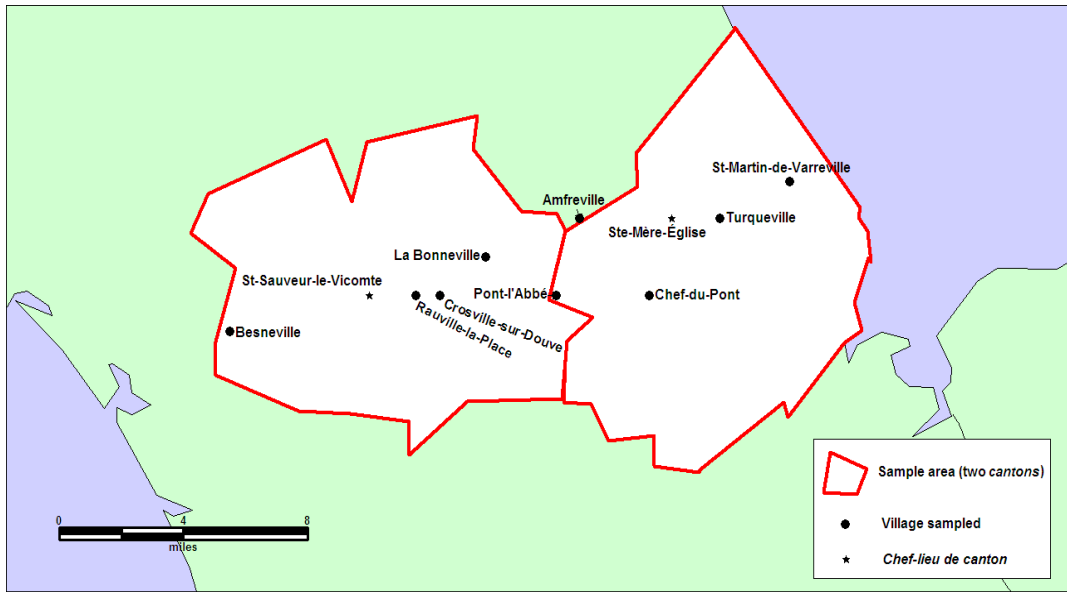 St-Martin-de-Varreville
Amfreville
Turqueville
Ste-Mère-Église
La Bonneville
St-Sauveur-le-Vicomte
Pont-l'Abbé
Chef-du-Pont
Crosville-sur-Douve
Rauville-la-Place
Besneville
Sample area (two cantons)
Village sampled
Chef-lieu de canton
0 4 8
miles